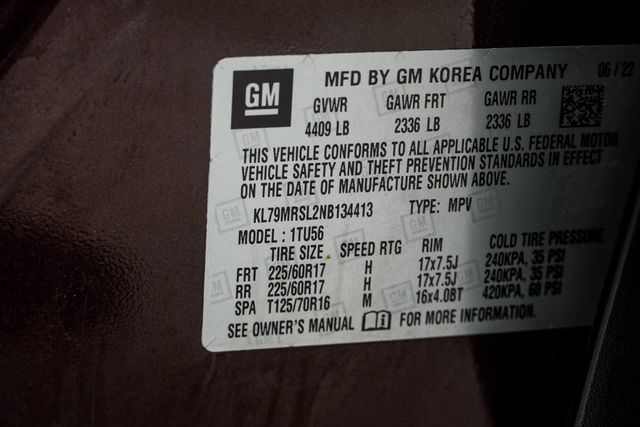 GM
MFD BY GM KOREA COMPANY 06/22
GVWR GAWR FRT GAWR RR
4409 LB 2336 LB 2336 LB
THIS VEHICLE CONFORMS TO ALL APPLICABLE U.S. FEDERAL MOTOR
VEHICLE SAFETY AND THEFT PREVENTION STANDARDS IN EFFECT
ON THE DATE OF MANUFACTURE SHOWN ABOVE.
KL79MRSL2NB134413 TYPE: MPV
MODEL : 1TU56
TIRE SIZE SPEED RTG RIM COLD TIRE PRESSURE
FRT 225/60R17 H 17x7.5J 240KPA, 35 PSI
RR 225/60R17 H 17x7.5J 240KPA, 35 PSI
SPA T125/70R16 M 16x4.0BT 420KPA, 60 PSI
SEE OWNER'S MANUAL FOR MORE INFORMATION.